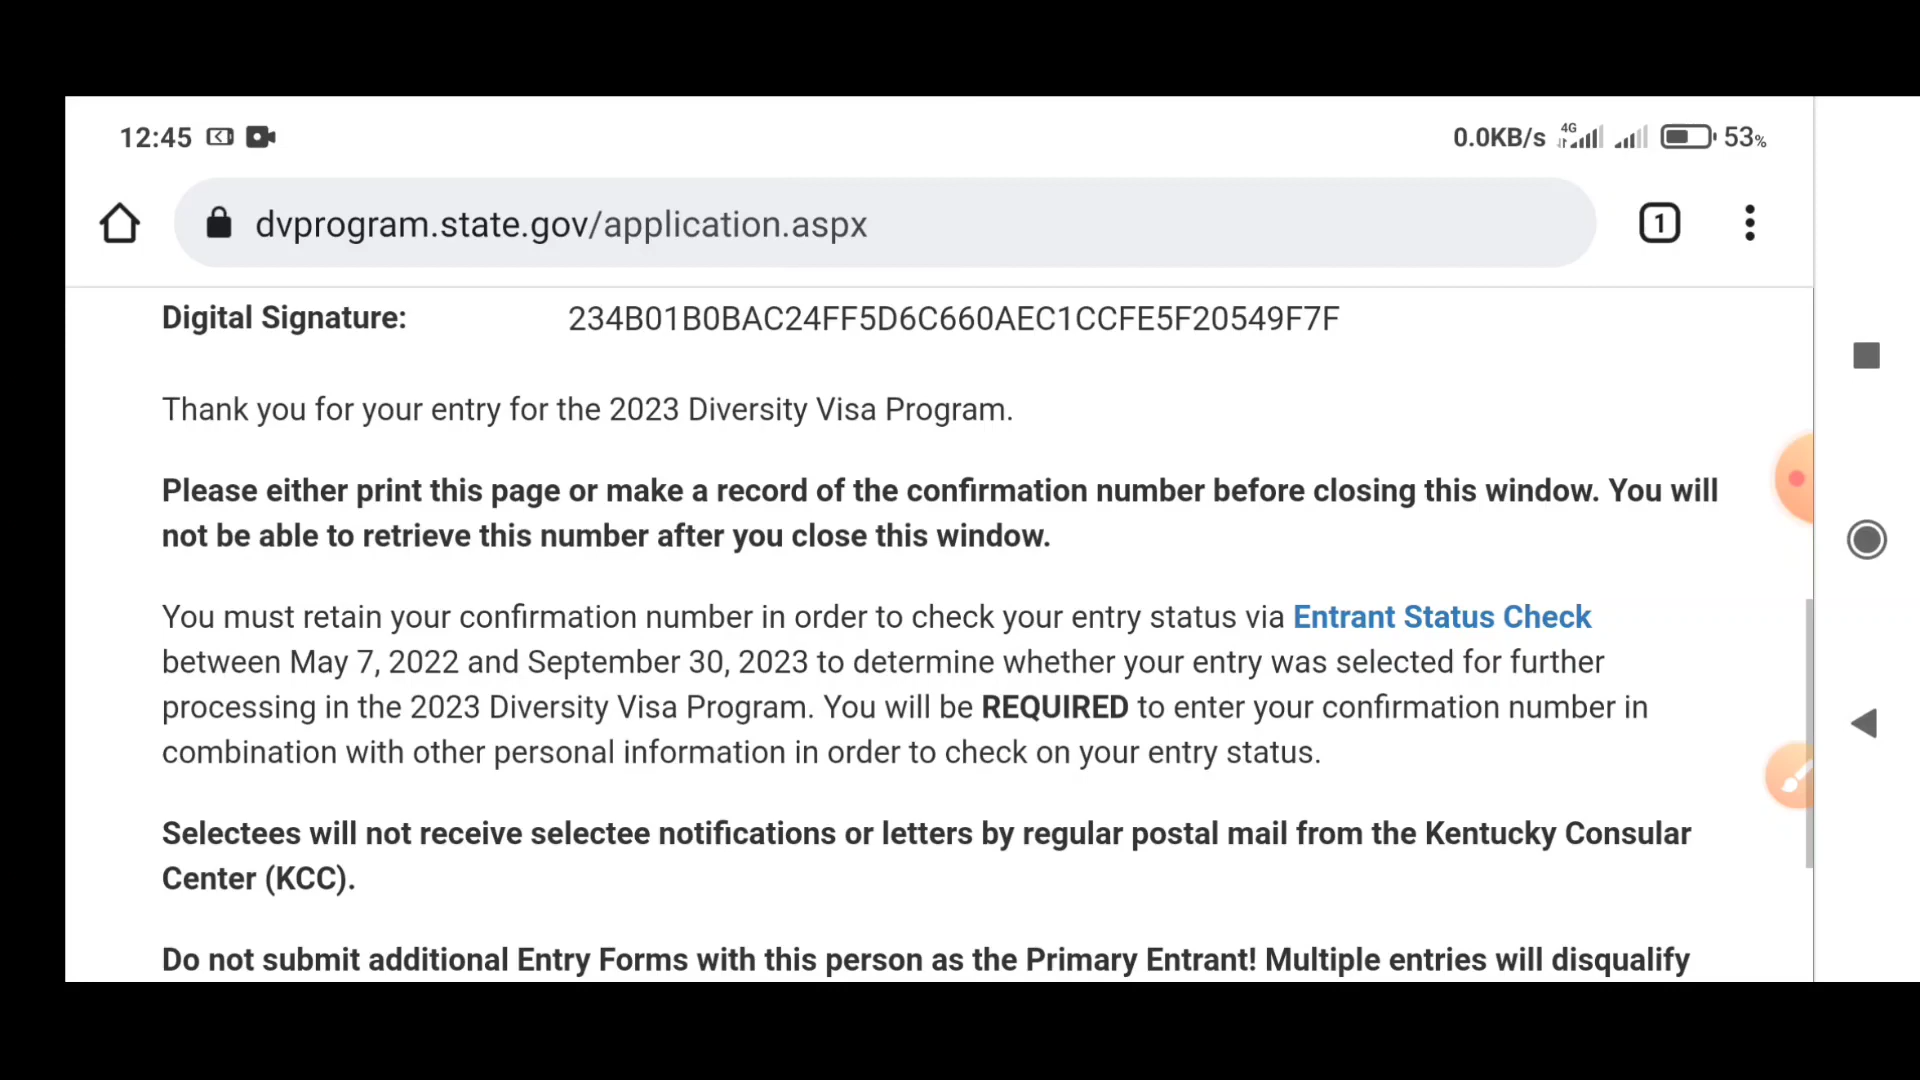 12:45
0.0KB/s 4G 53%
dvprogram.state.gov/application.aspx
1
Digital Signature: 234B01B0BAC24FF5D6C660AEC1CCFE5F20549F7F
Thank you for your entry for the 2023 Diversity Visa Program.
Please either print this page or make a record of the confirmation number before closing this window. You will
not be able to retrieve this number after you close this window.
You must retain your confirmation number in order to check your entry status via Entrant Status Check
between May 7, 2022 and September 30, 2023 to determine whether your entry was selected for further
processing in the 2023 Diversity Visa Program. You will be REQUIRED to enter your confirmation number in
combination with other personal information in order to check on your entry status.
Selectees will not receive selectee notifications or letters by regular postal mail from the Kentucky Consular
Center (KCC).
Do not submit additional Entry Forms with this person as the Primary Entrant! Multiple entries will disqualify